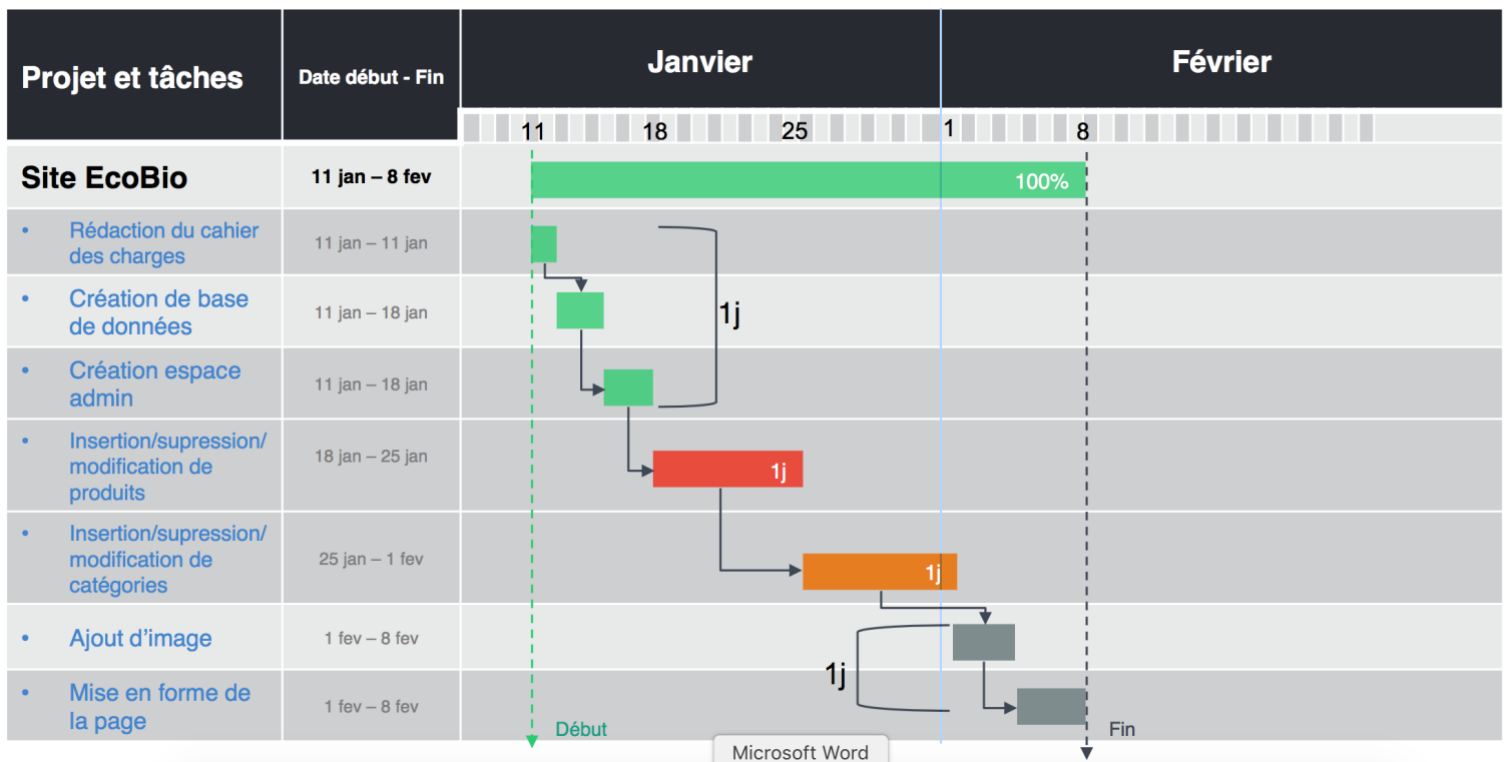 Projet et tâches
Date début - Fin
Janvier
Février
11
18
25
1
8
Site EcoBio
11 jan – 8 fev
100%
Rédaction du cahier
des charges
11 jan – 11 jan
Création de base
de données
11 jan – 18 jan
1j
Création espace
admin
11 jan – 18 jan
Insertion/supression/
modification de
produits
18 jan – 25 jan
1j
Insertion/supression/
modification de
catégories
25 jan – 1 fev
1j
Ajout d’image
1 fev – 8 fev
1j
Mise en forme de
la page
1 fev – 8 fev
Début
Fin
Microsoft Word